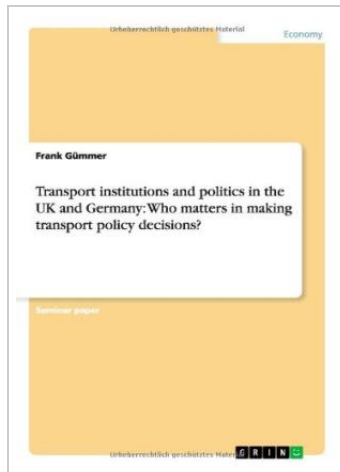 Urheberrechtlich geschütztes Material
Economy
Frank Gümmer
Transport institutions and politics in the
UK and Germany: Who matters in making
transport policy decisions?
Seminar paper
Urheberrechtlich geschütztes Mater
GRIN